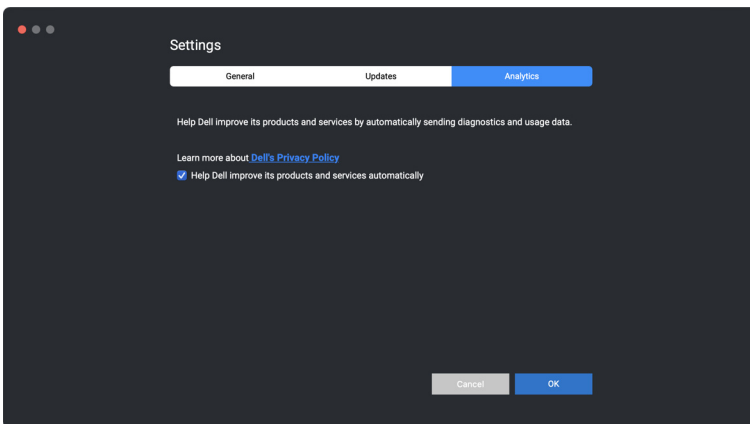 Settings
General Updates Analytics
Help Dell improve its products and services by automatically sending diagnostics and usage data.
Learn more about Dell's Privacy Policy
Help Dell improve its products and services automatically
Cancel OK